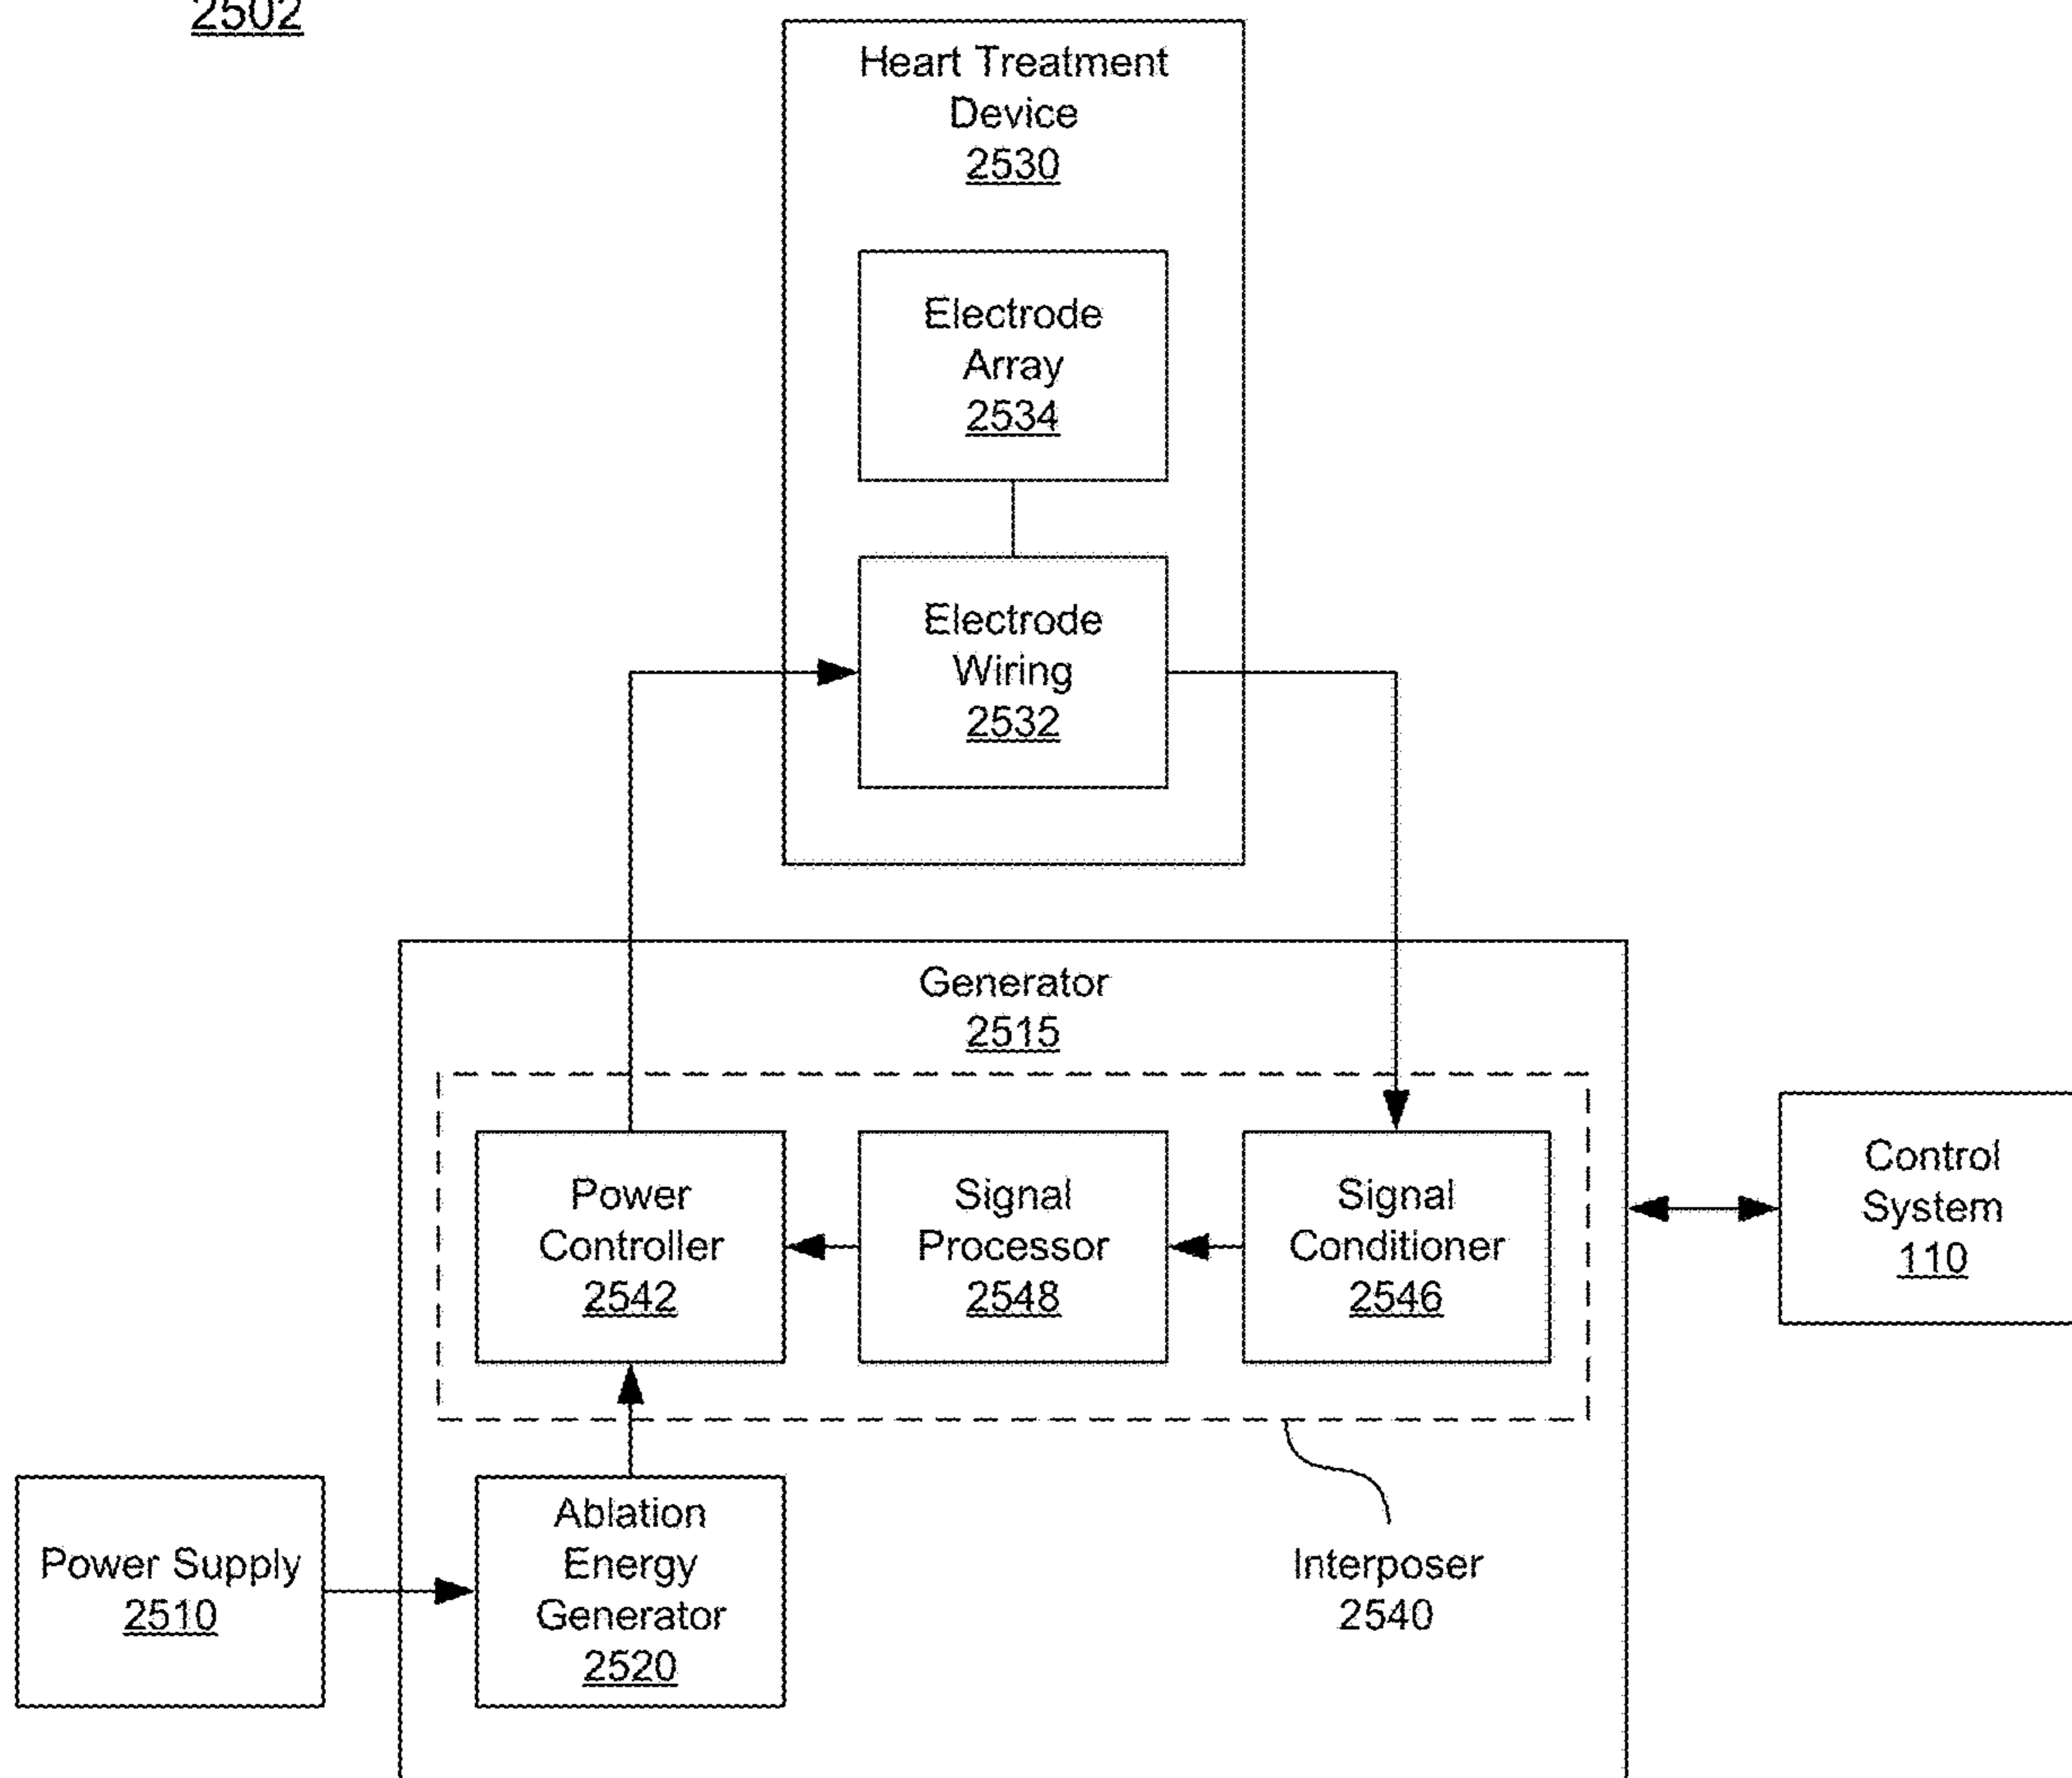 2502
Heart Treatment
Device
2530
Electrode
Array
2534
Electrode
Wiring
2532
Generator
2515
Power
Controller
2542
Signal
Processor
2548
Signal
Conditioner
2546
Control
System
110
Power Supply
2510
Ablation
Energy
Generator
2520
Interposer
2540